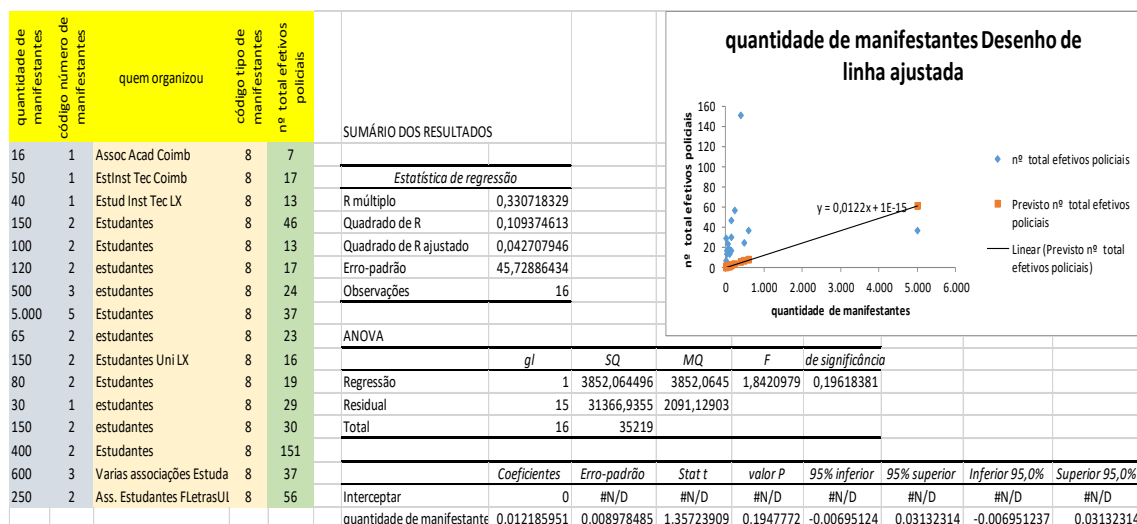 quantidade de manifestantes	código número de manifestantes	quem organizou	código tipo de manifestantes	nº total efetivos policiais
16	1	Assoc Acad Coimb	8	7
50	1	EstInst Tec Coimb	8	17
40	1	Estud Inst Tec LX	8	13
150	2	Estudantes	8	46
100	2	Estudantes	8	13
120	2	estudantes	8	17
500	3	estudantes	8	24
5.000	5	Estudantes	8	37
65	2	estudantes	8	23
150	2	Estudantes Uni LX	8	16
80	2	Estudantes	8	19
30	1	estudantes	8	29
150	2	estudantes	8	30
400	2	Estudantes	8	151
600	3	Varias associações Estuda	8	37
250	2	Ass. Estudantes FLetrasUL	8	56
SUMÁRIO DOS RESULTADOS
Estatística de regressão
R múltiplo	0,330718329
Quadrado de R	0,109374613
Quadrado de R ajustado	0,042707946
Erro-padrão	45,72886434
Observações	16
ANOVA
gl	SQ	MQ	F	de significância
Regressão	1	3852,064496	3852,0645	1,8420979	0,19618381
Residual	15	31366,9355	2091,12903
Total	16	35219
Coeficientes	Erro-padrão	Stat t	valor P	95% inferior	95% superior	Inferior 95,0%	Superior 95,0%
Interceptar	0	#N/D	#N/D	#N/D	#N/D	#N/D	#N/D	#N/D
quantidade de manifestante	0,012185951	0,008978485	1,35723909	0,1947772	-0,00695124	0,03132314	-0,006951237	0,03132314
quantidade de manifestantes Desenho de
linha ajustada
nº total efetivos policiais
160
140
120
100
80
60
40
20
0
y = 0,0122x + 1E-15
0	1.000	2.000	3.000	4.000	5.000	6.000
quantidade de manifestantes
nº total efetivos policiais
Previsto nº total efetivos
policiais
Linear (Previsto nº total
efetivos policiais)